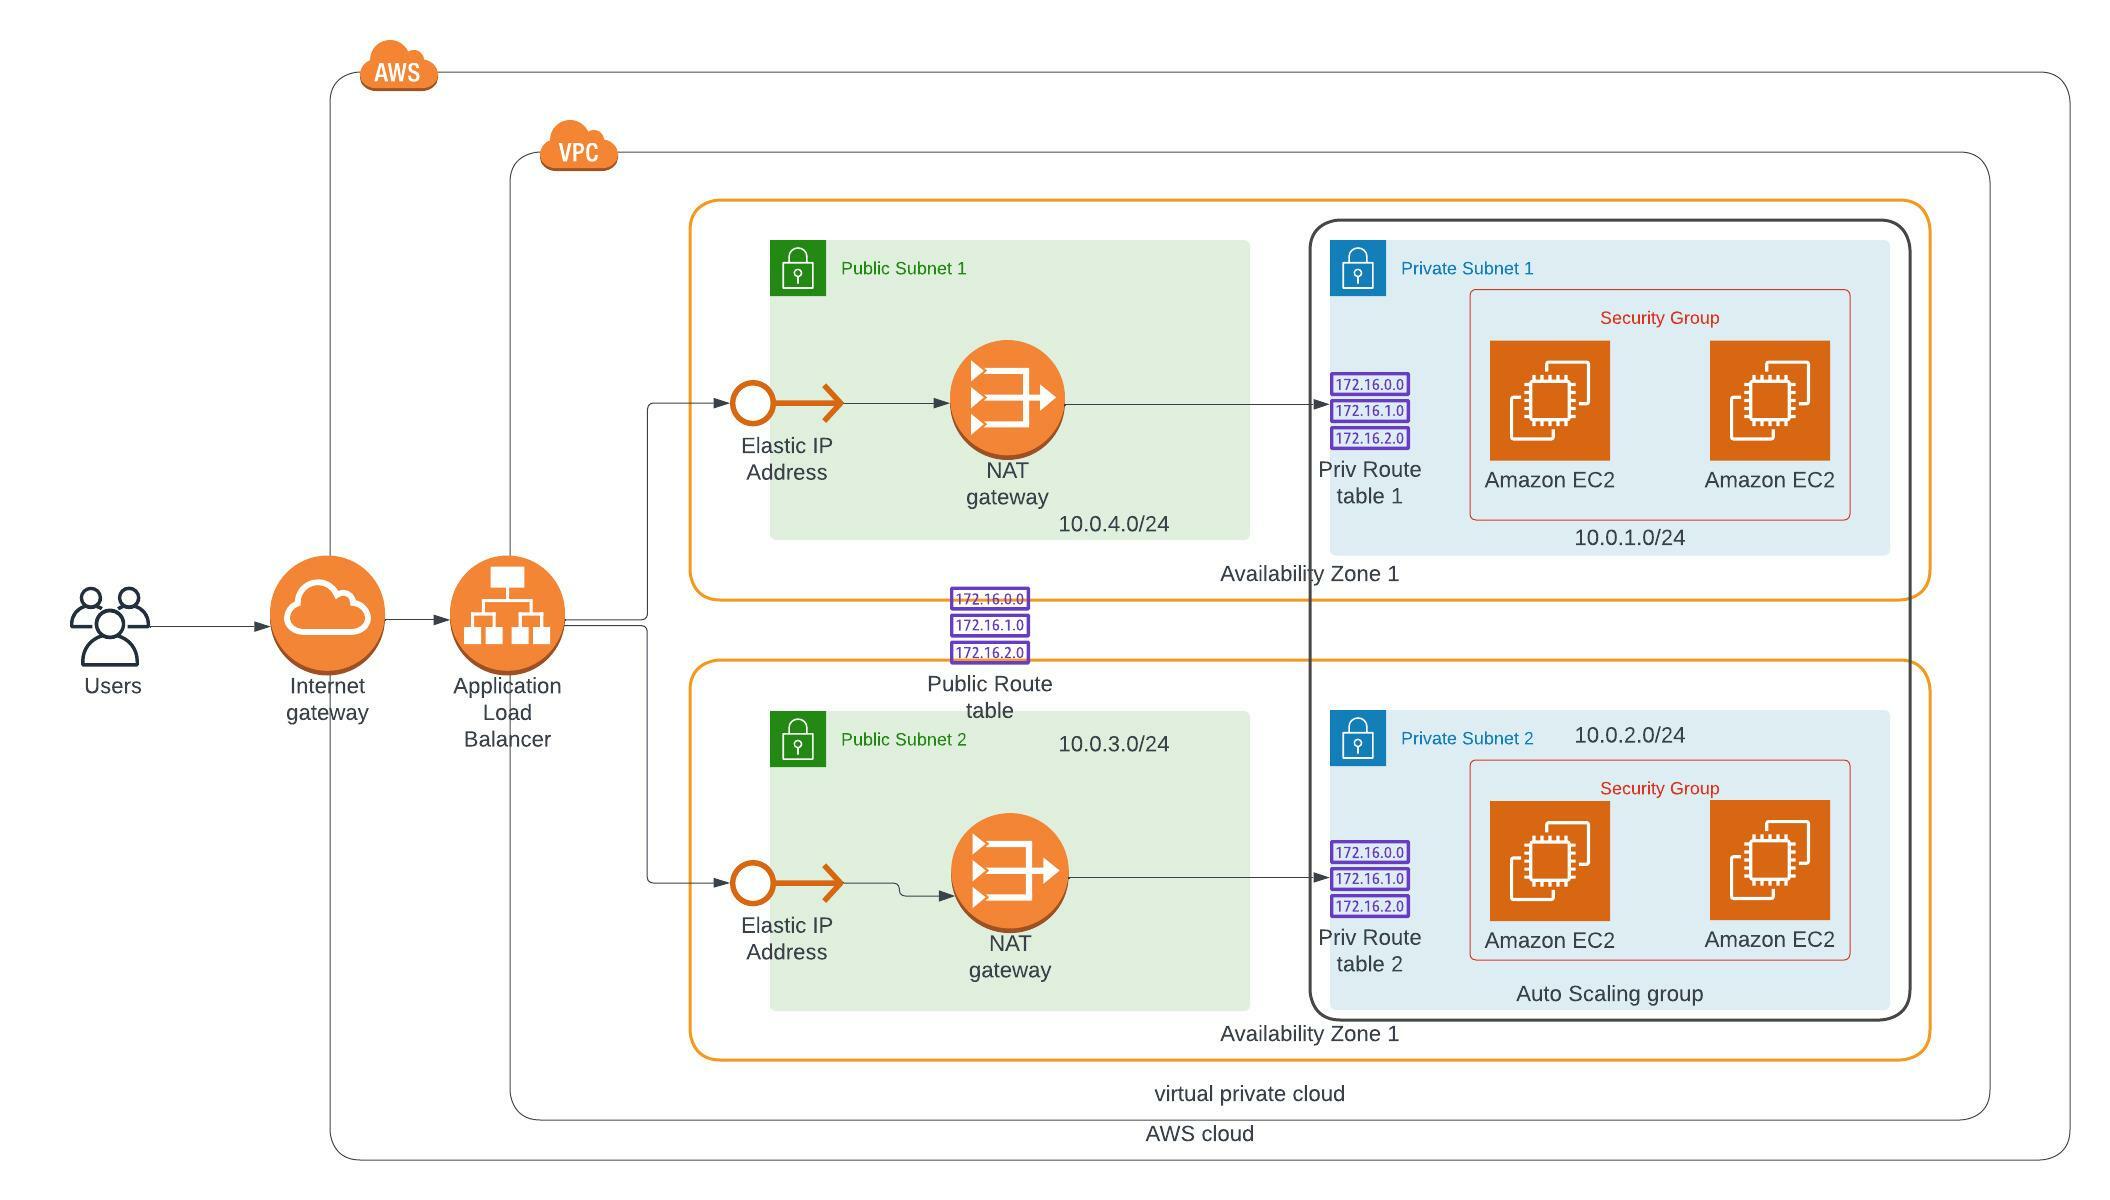 AWS
VPC
Public Subnet 1
Private Subnet 1
Security Group
172.16.0.0
172.16.1.0
172.16.2.0
Elastic IP
Address
NAT
gateway
Priv Route
table 1
Amazon EC2
Amazon EC2
10.0.4.0/24
10.0.1.0/24
Availability Zone 1
172.16.0.0
172.16.1.0
172.16.2.0
Public Route
table
Users
Internet
gateway
Application
Load
Balancer
Public Subnet 2
10.0.3.0/24
Private Subnet 2
10.0.2.0/24
Security Group
172.16.0.0
172.16.1.0
172.16.2.0
Elastic IP
Address
NAT
gateway
Priv Route
table 2
Amazon EC2
Amazon EC2
Auto Scaling group
Availability Zone 1
virtual private cloud
AWS cloud